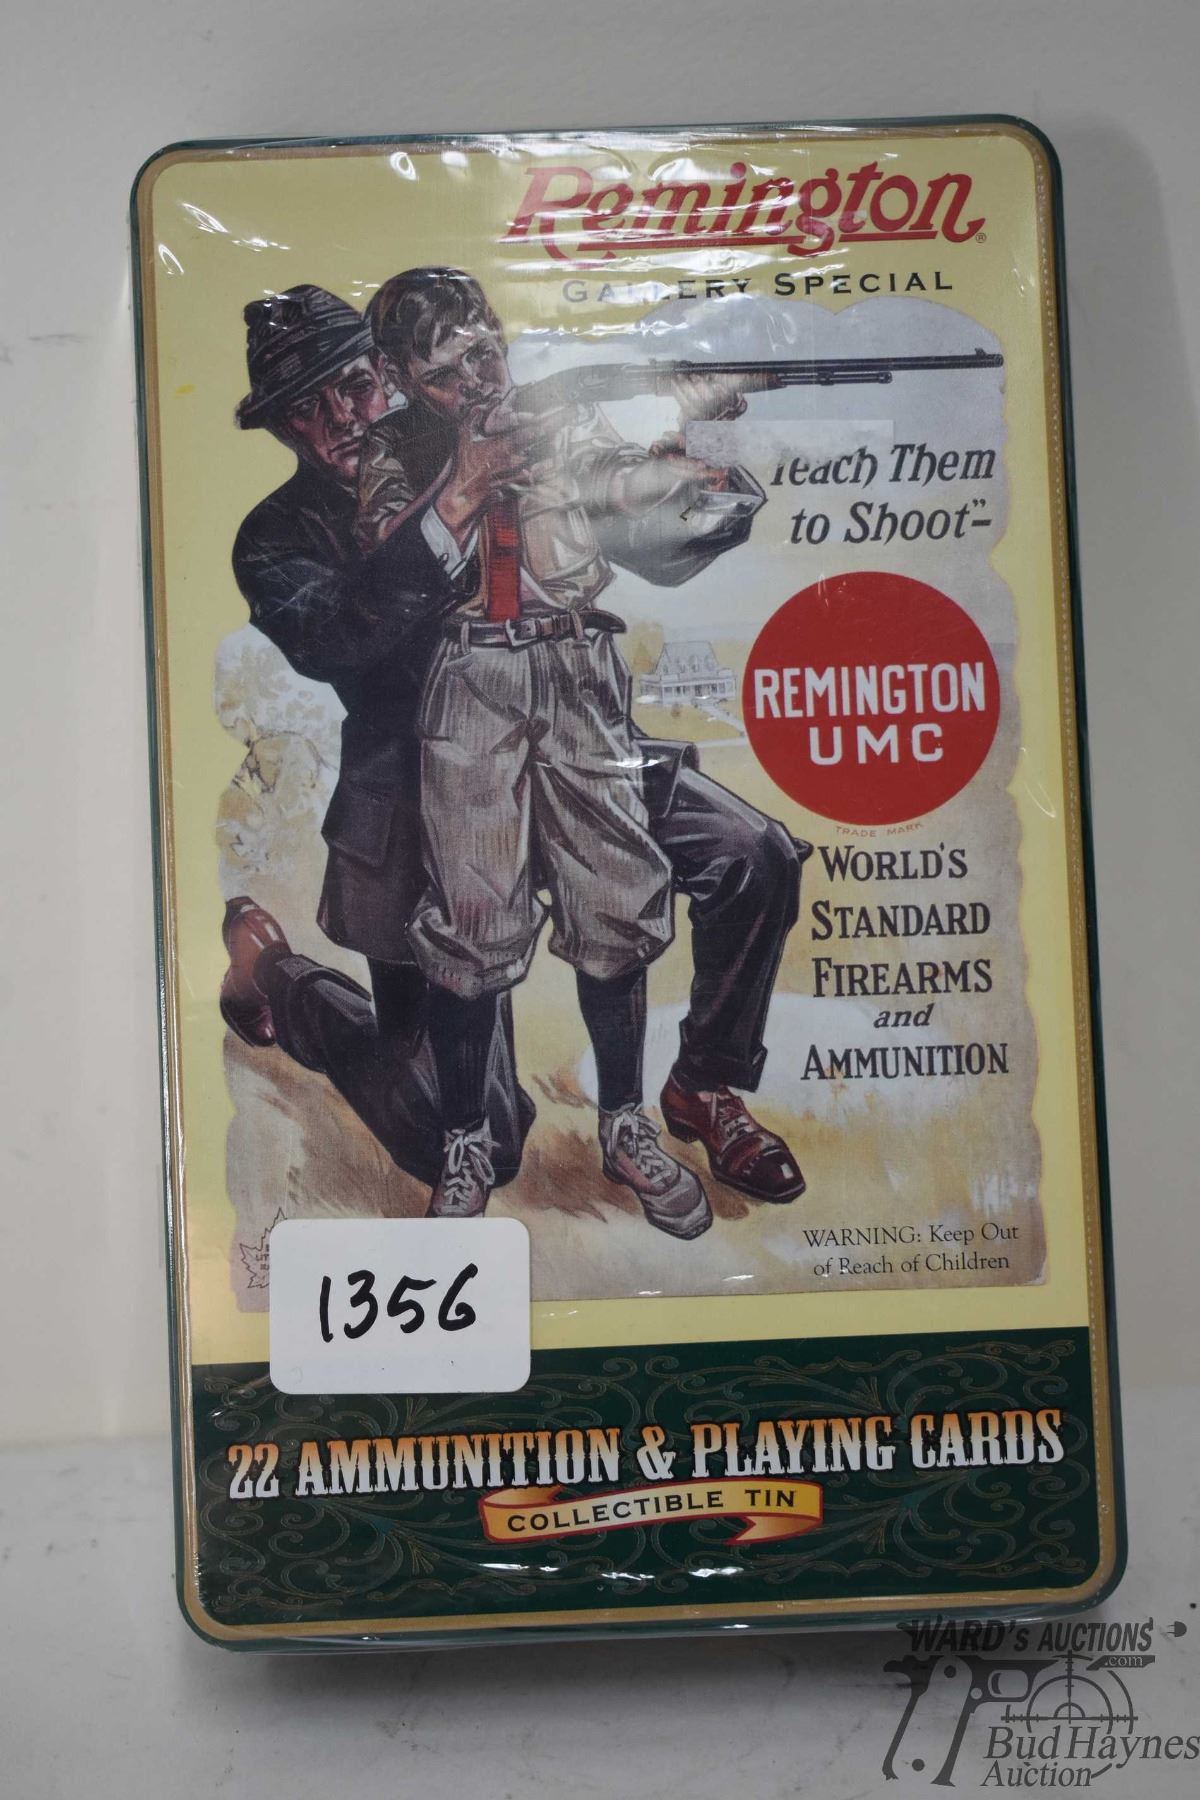 Remington®
GALLERY SPECIAL
Teach Them
to Shoot"-
REMINGTON
UMC
TRADE MARK
WORLD'S
STANDARD
FIREARMS
and
AMMUNITION
WARNING: Keep Out
of Reach of Children
1356
22 AMMUNITION & PLAYING CARDS
COLLECTIBLE TIN
WARD's AUCTIONS
.com
Bud Haynes
Auction